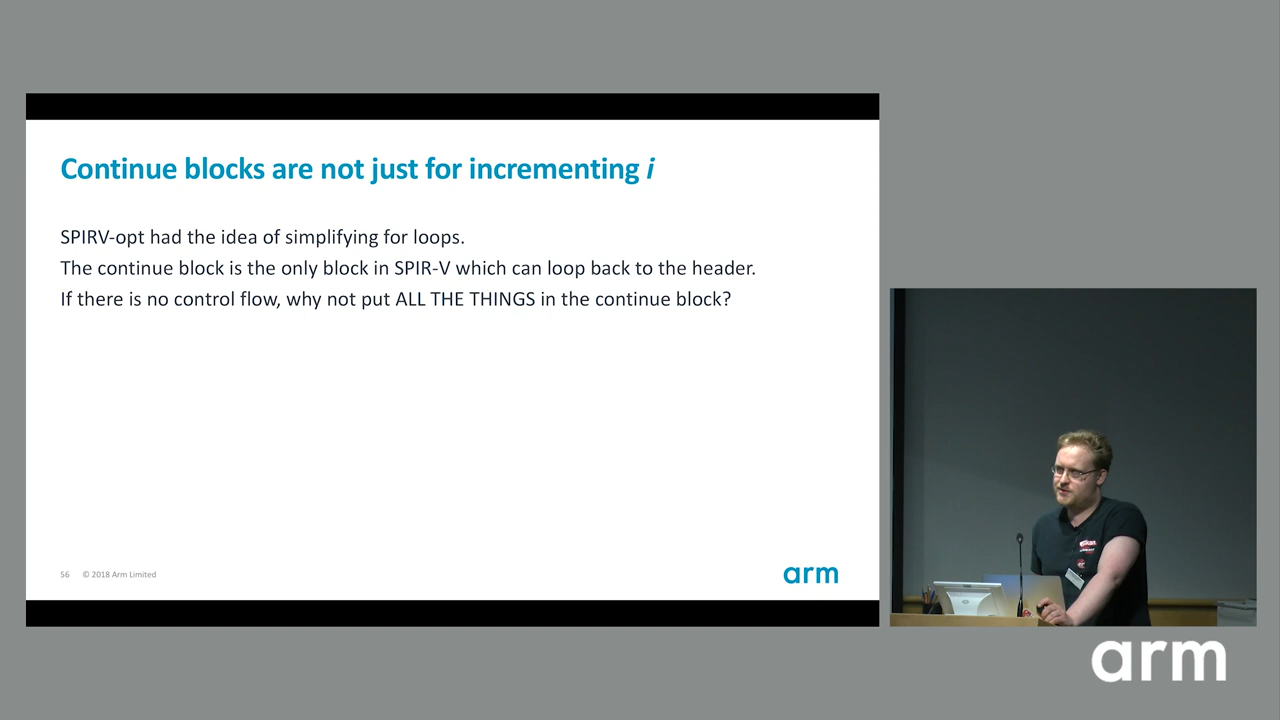 Continue blocks are not just for incrementing i
SPIRV-opt had the idea of simplifying for loops.
The continue block is the only block in SPIR-V which can loop back to the header.
If there is no control flow, why not put ALL THE THINGS in the continue block?
56 © 2018 Arm Limited
arm
arm